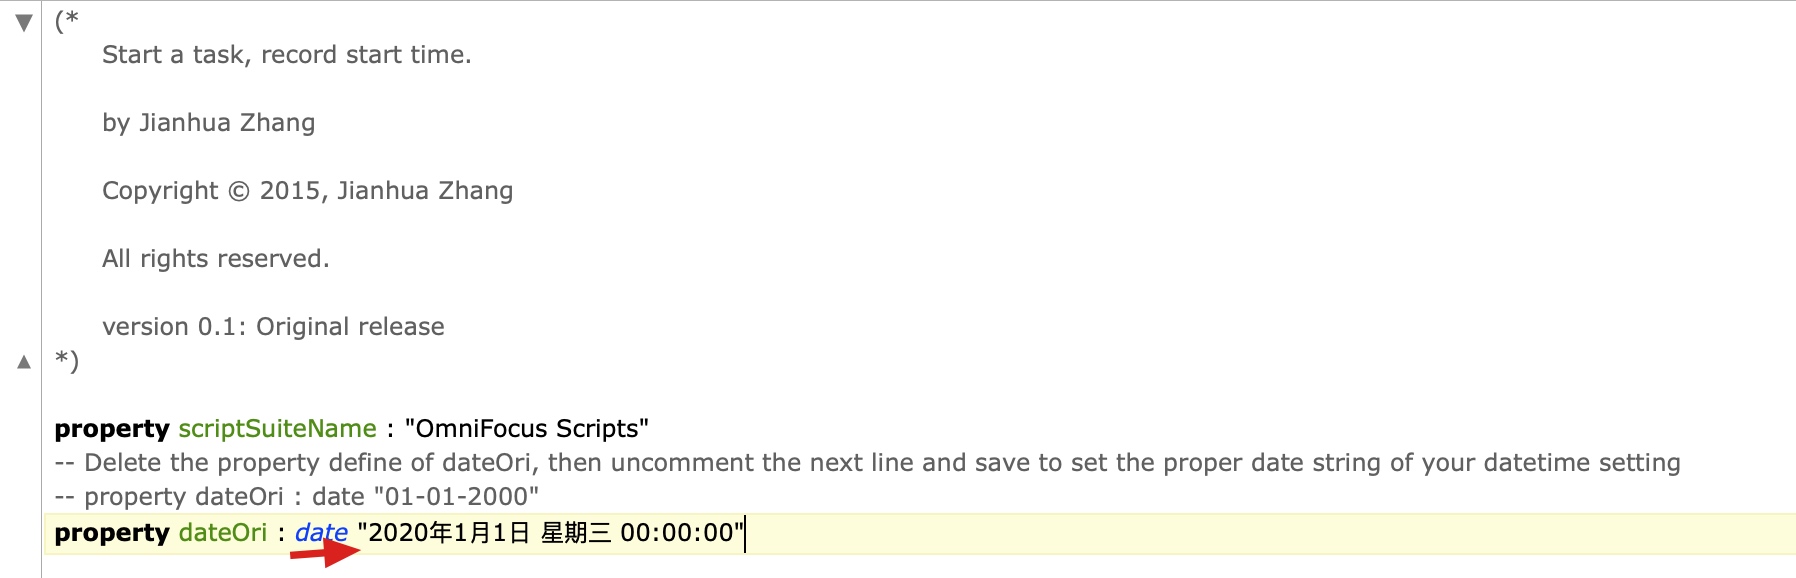 (*
Start a task, record start time.
by Jianhua Zhang
Copyright © 2015, Jianhua Zhang
All rights reserved.
version 0.1: Original release
*)
property scriptSuiteName : "OmniFocus Scripts"
-- Delete the property define of dateOri, then uncomment the next line and save to set the proper date string of your datetime setting
-- property dateOri : date "01-01-2000"
property dateOri : date "2020年1月1日 星期三 00:00:00"